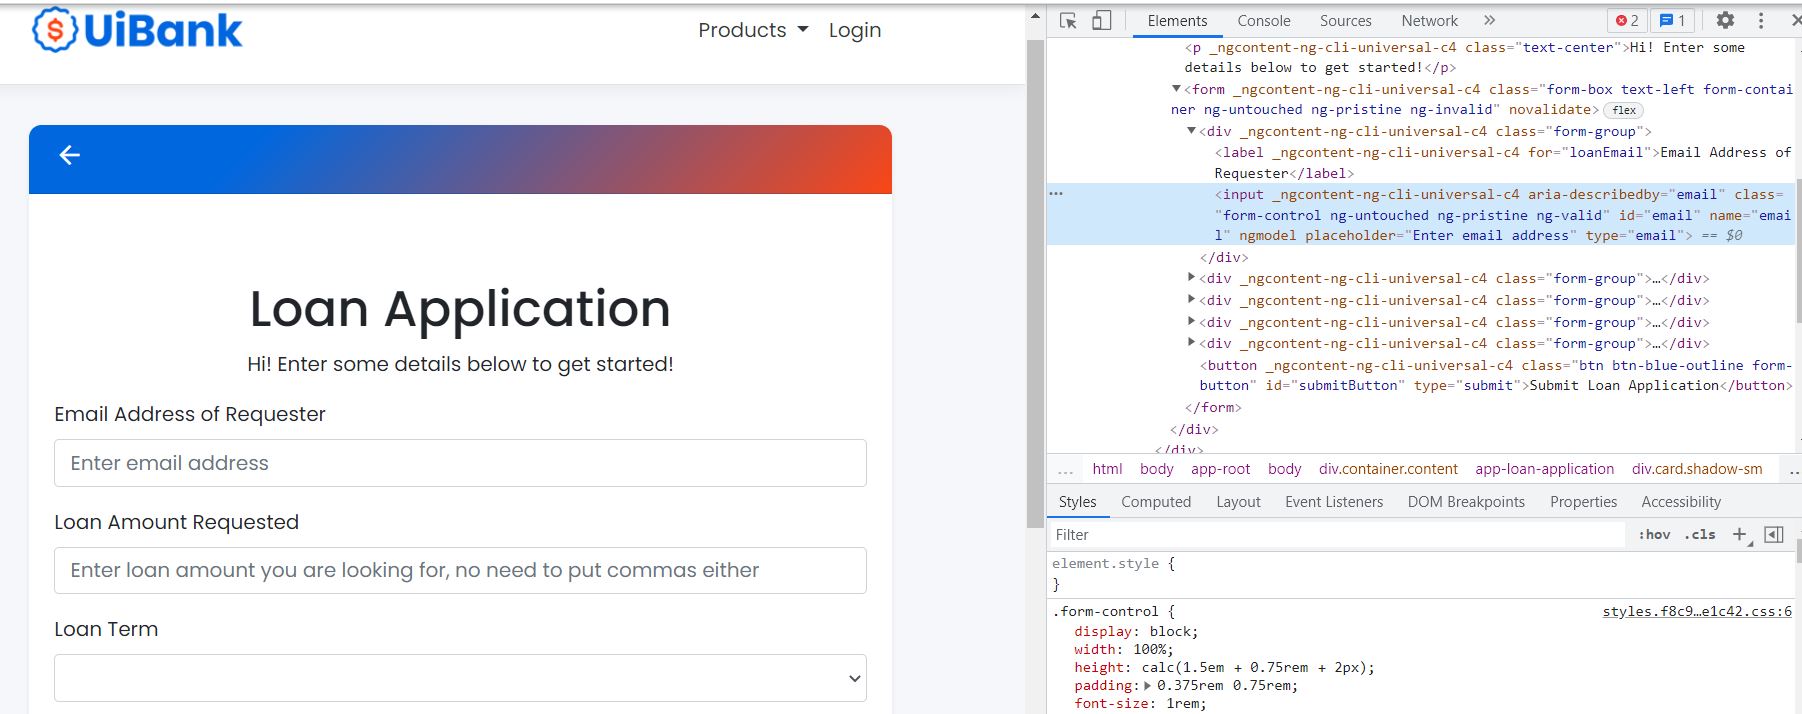 UiBank
Products
Login
Loan Application
Hi! Enter some details below to get started!
Email Address of Requester
Enter email address
Loan Amount Requested
Enter loan amount you are looking for, no need to put commas either
Loan Term
Elements Console Sources Network » 2 1
<p _ngcontent-ng-cli-universal-c4 class="text-center">Hi! Enter some
details below to get started!</p>
▼<form _ngcontent-ng-cli-universal-c4 class="form-box text-left form-contai
ner ng-untouched ng-pristine ng-invalid" novalidate> flex
▼<div _ngcontent-ng-cli-universal-c4 class="form-group">
<label _ngcontent-ng-cli-universal-c4 for="loanEmail">Email Address of
Requester</label>
<input _ngcontent-ng-cli-universal-c4 aria-describedby="email" class=
"form-control ng-untouched ng-pristine ng-valid" id="email" name="emai
l" ngmodel placeholder="Enter email address" type="email"> == $0
</div>
▶<div _ngcontent-ng-cli-universal-c4 class="form-group">…</div>
▶<div _ngcontent-ng-cli-universal-c4 class="form-group">…</div>
▶<div _ngcontent-ng-cli-universal-c4 class="form-group">…</div>
▶<div _ngcontent-ng-cli-universal-c4 class="form-group">…</div>
<button _ngcontent-ng-cli-universal-c4 class="btn btn-blue-outline form-
button" id="submitButton" type="submit">Submit Loan Application</button>
</form>
</div>
</div>
... html body app-root body div.container.content app-loan-application div.card.shadow-sm ..
Styles Computed Layout Event Listeners DOM Breakpoints Properties Accessibility
Filter :hov .cls +
element.style {
}
.form-control { styles.f8c9…e1c42.css:6
display: block;
width: 100%;
height: calc(1.5em + 0.75rem + 2px);
padding:▶ 0.375rem 0.75rem;
font-size: 1rem;